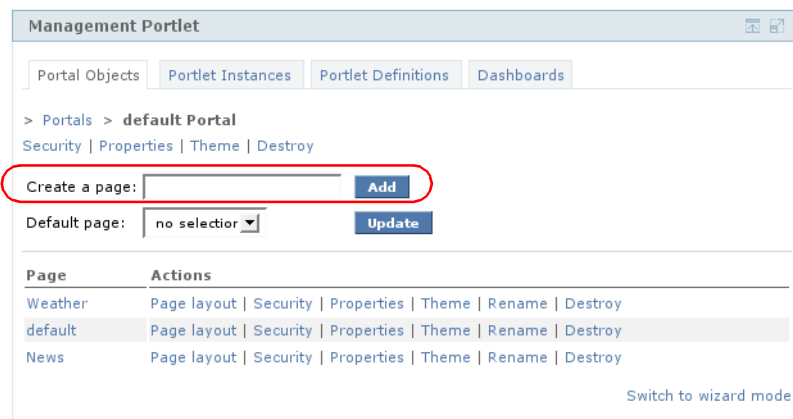 Management Portlet
Portal Objects Portlet Instances Portlet Definitions Dashboards
> Portals > default Portal
Security | Properties | Theme | Destroy
Create a page: Add
Default page: no selectior Update
Page Actions
Weather Page layout | Security | Properties | Theme | Rename | Destroy
default Page layout | Security | Properties | Theme | Rename | Destroy
News Page layout | Security | Properties | Theme | Rename | Destroy
Switch to wizard mode